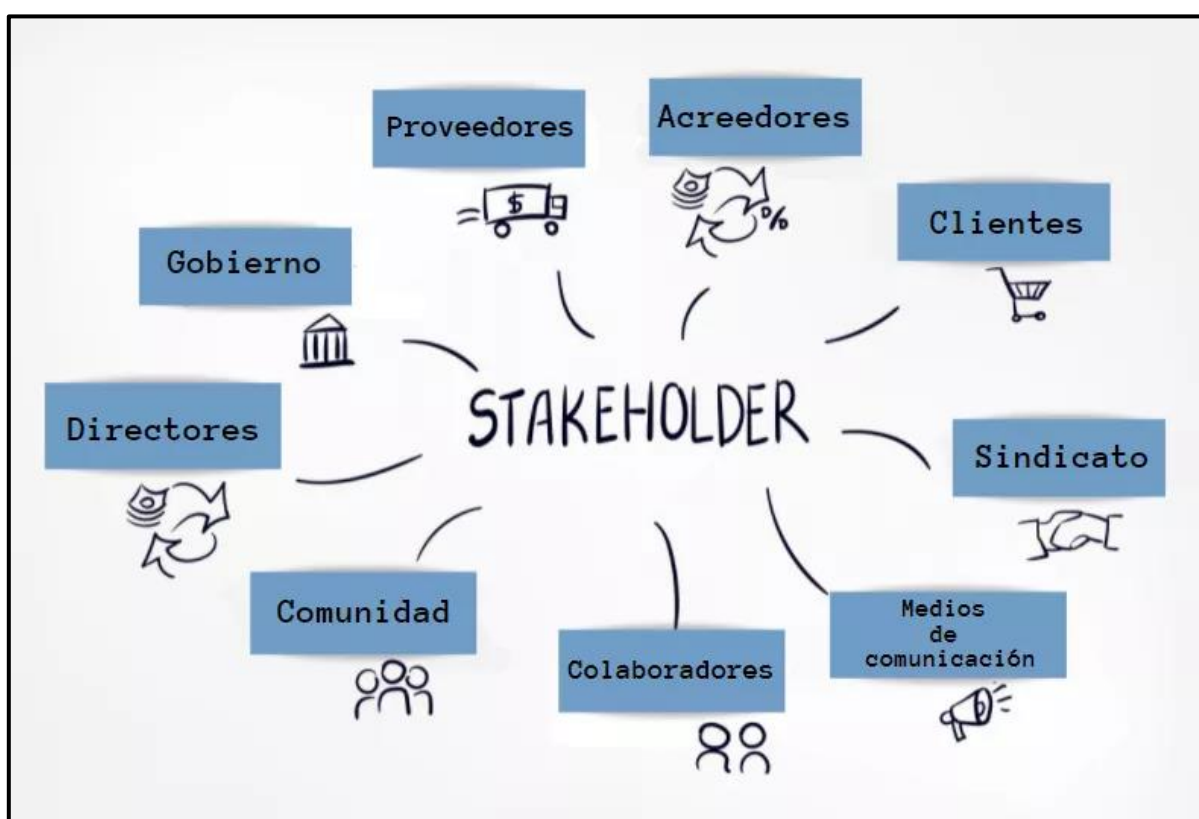 Proveedores
Acreedores
Clientes
Gobierno
$
%
STAKEHOLDER
Directores
Sindicato
Comunidad
Colaboradores
Medios
de
comunicación